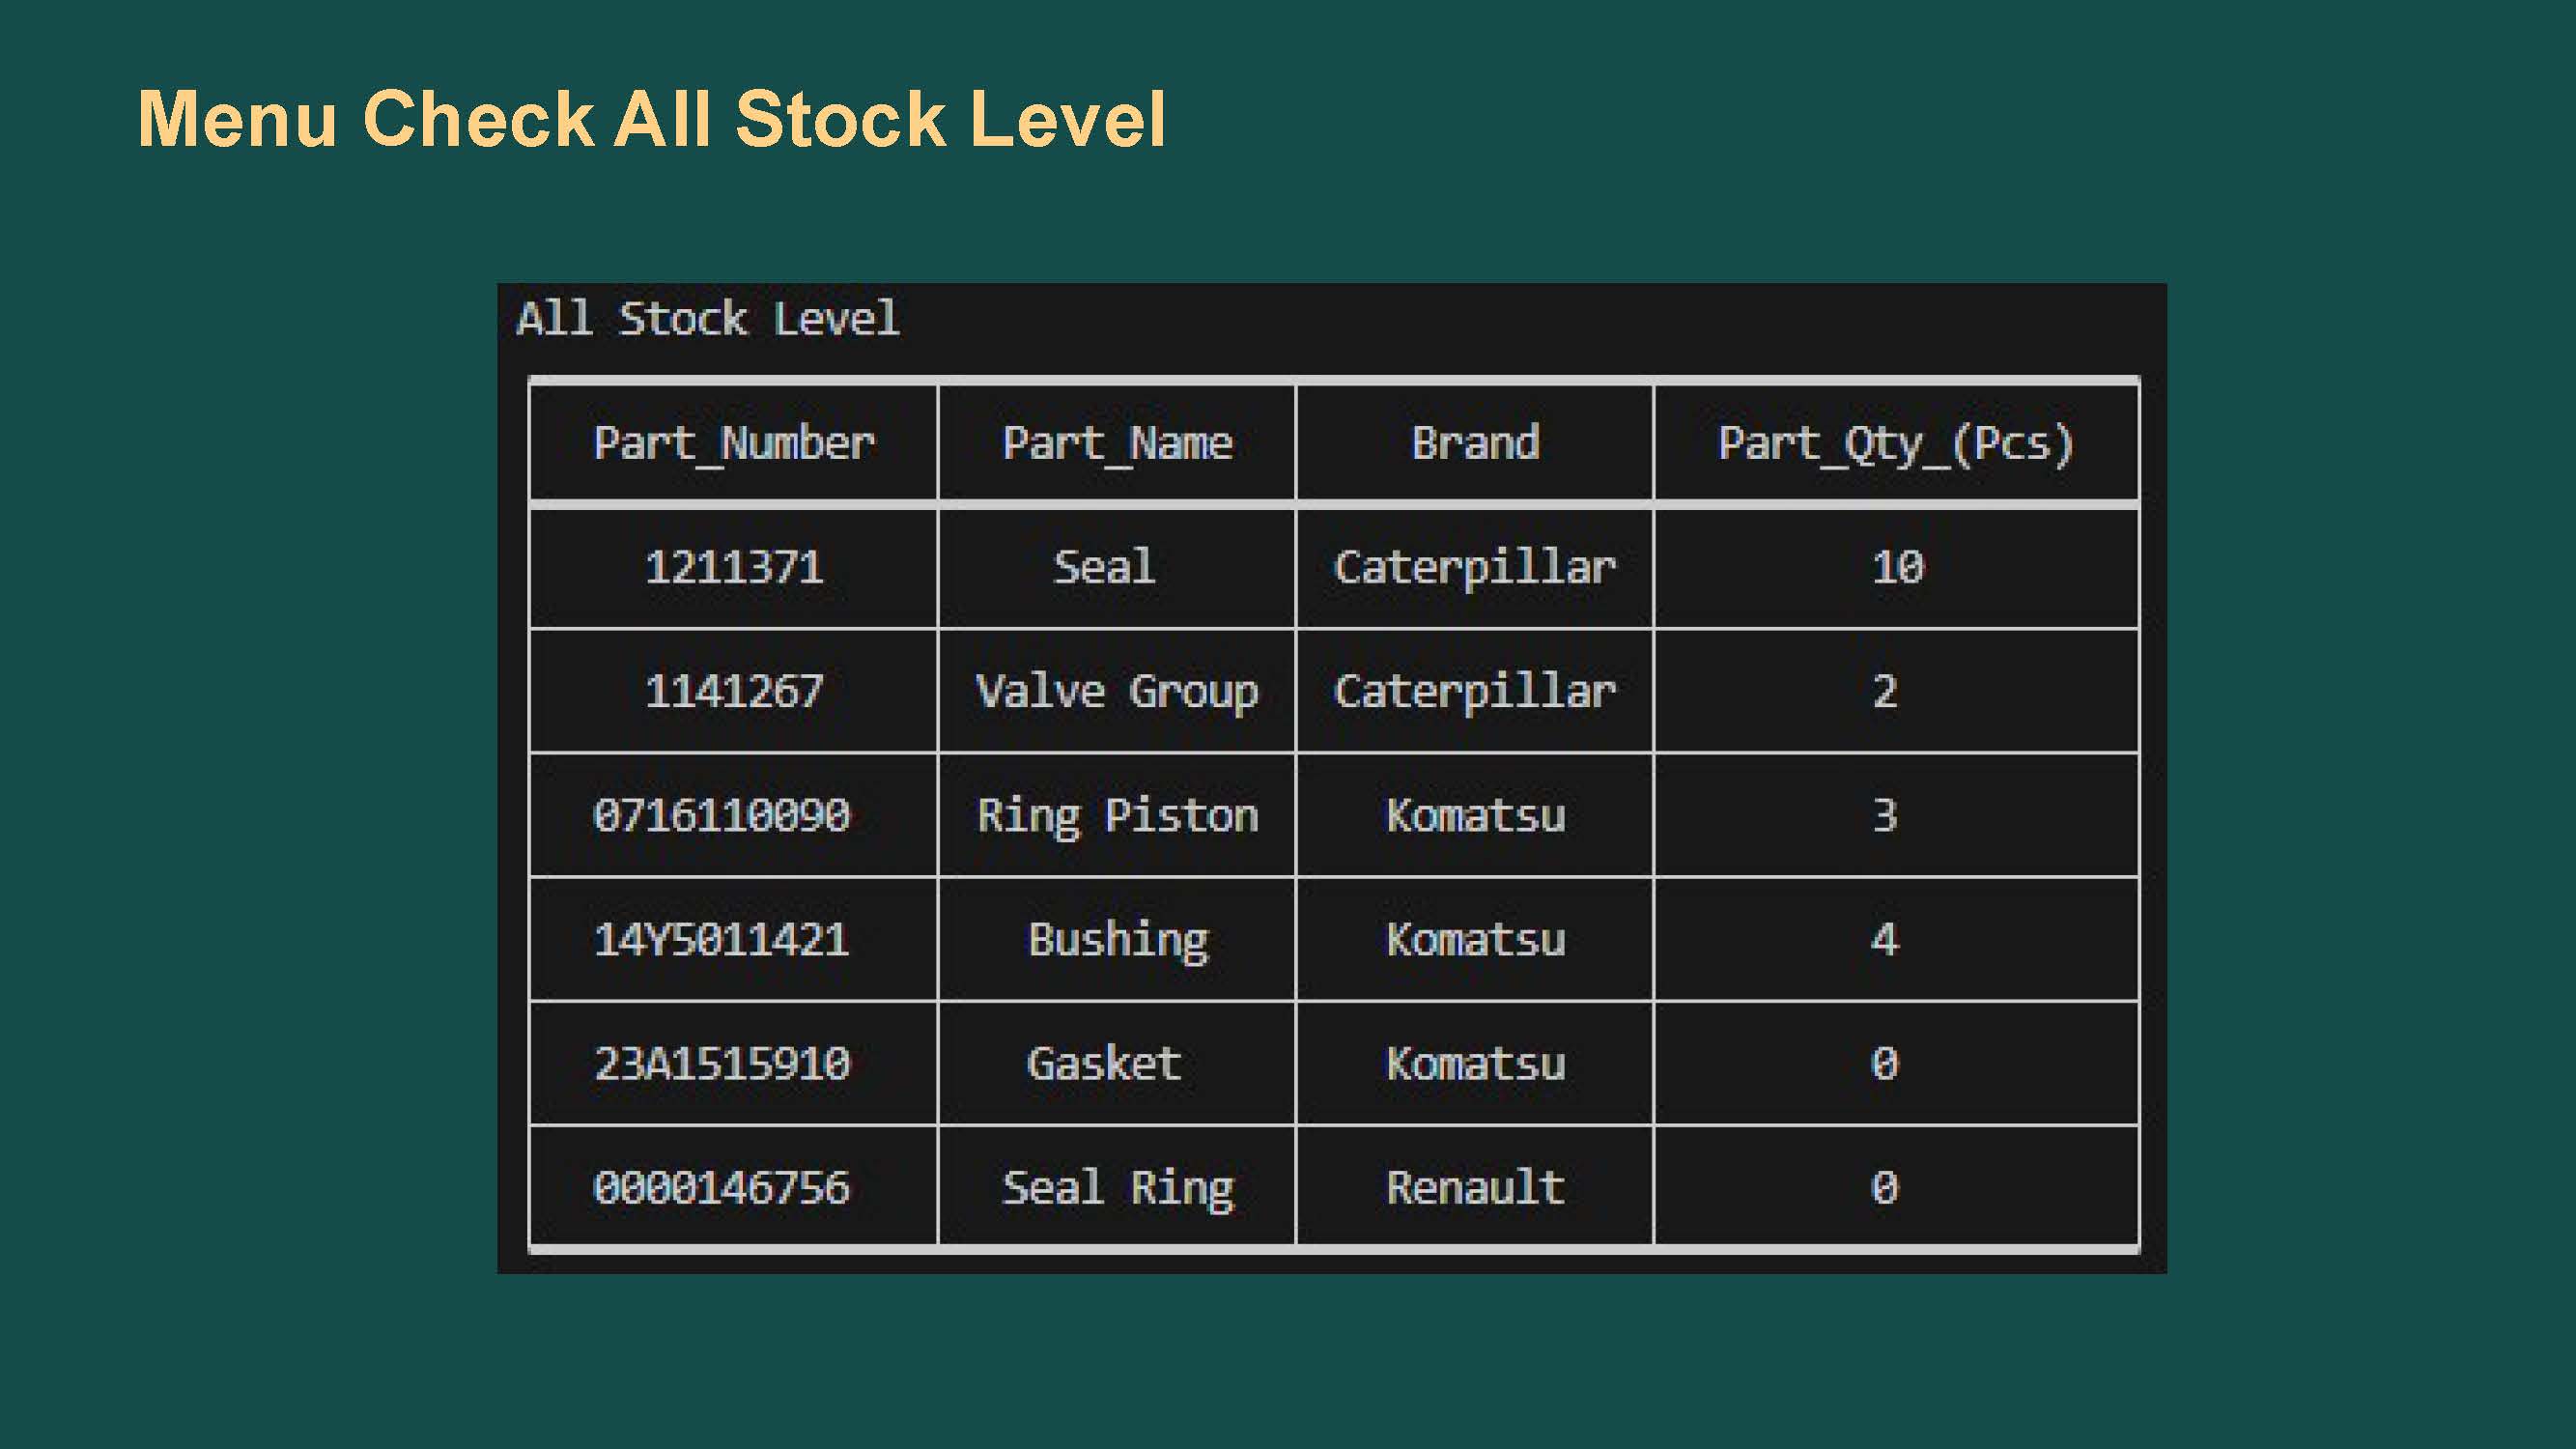 Menu Check All Stock Level
All Stock Level
Part_Number Part_Name Brand Part_Qty_(Pcs)
1211371 Seal Caterpillar 10
1141267 Valve Group Caterpillar 2
0716110090 Ring Piston Komatsu 3
14Y5011421 Bushing Komatsu 4
23A1515910 Gasket Komatsu 0
0000146756 Seal Ring Renault 0